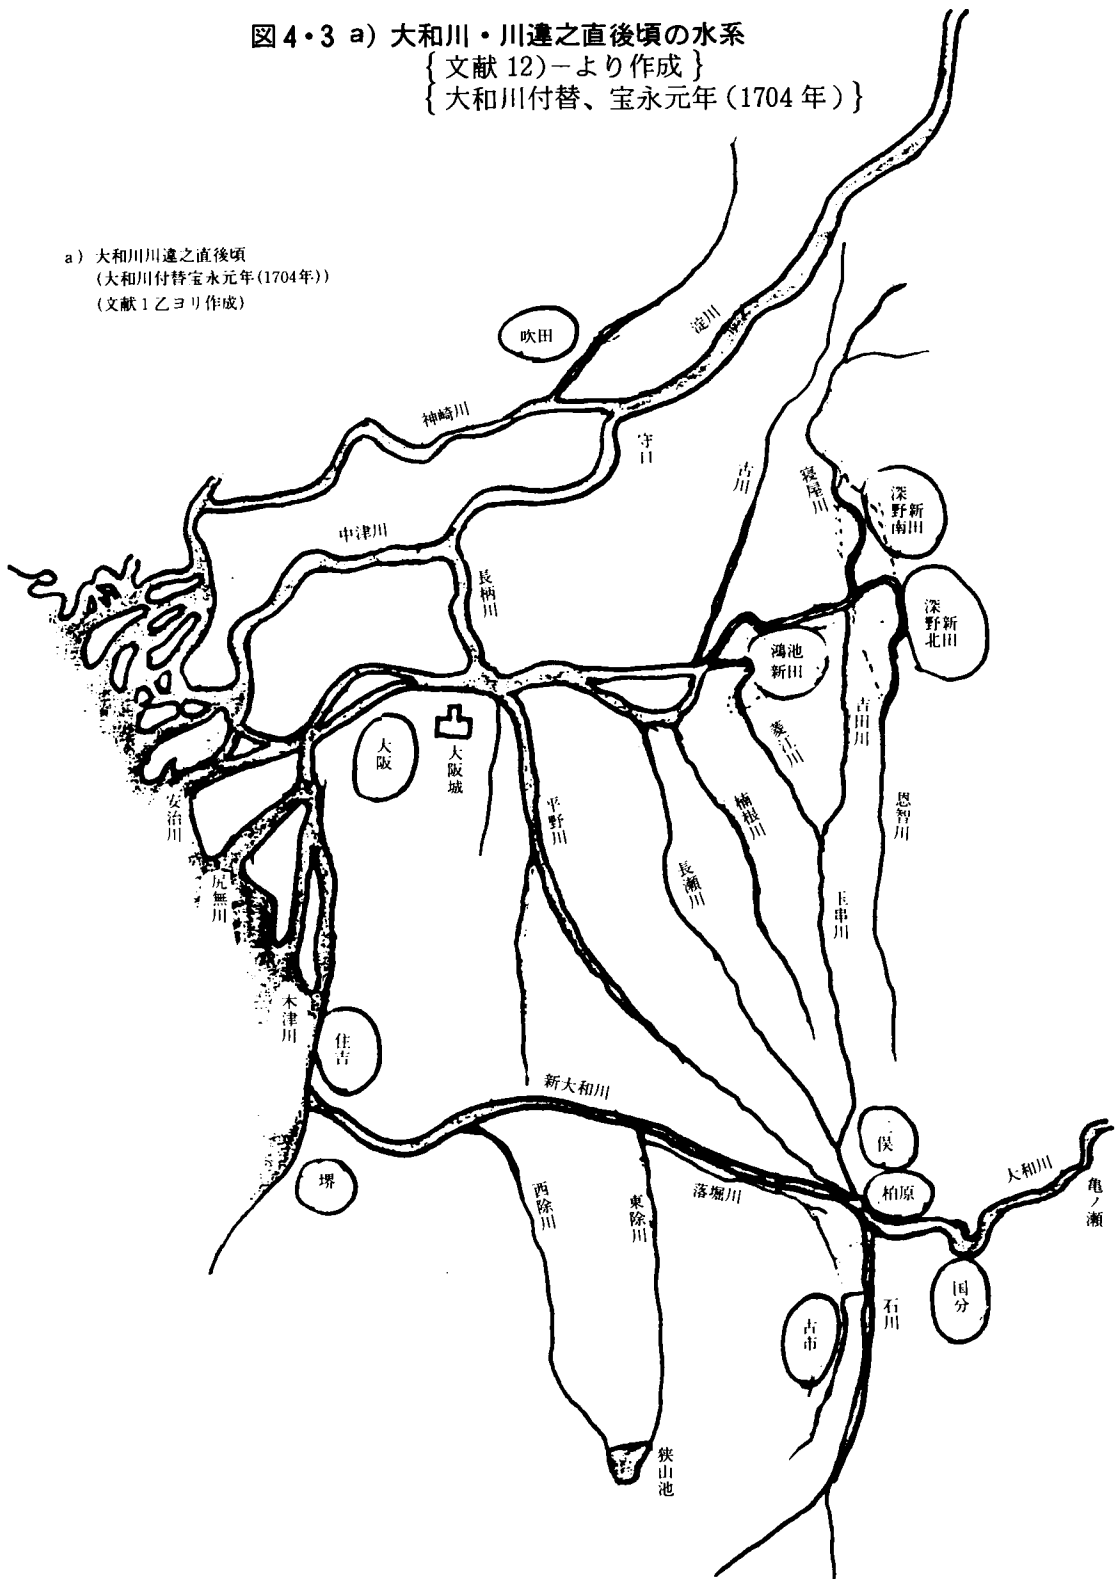 図4・3 a) 大和川・川違之直後頃の水系
{文献12)－より作成}
{大和川付替、宝永元年(1704年)}
a) 大和川川違之直後頃
(大和川付替宝永元年(1704年))
(文献1乙ヨリ作成)
吹田
淀川
神崎川
守口
古川
寝屋川
深野南新田
中津川
長柄川
深野北新田
鴻池新田
菱江川
吉田川
大阪
大阪城
安治川
平野川
楠根川
恩智川
長瀬川
玉串川
尻無川
木津川
住吉
新大和川
二俣
堺
西除川
東除川
落堀川
柏原
大和川
亀ノ瀬
国分
石川
古市
狭山池